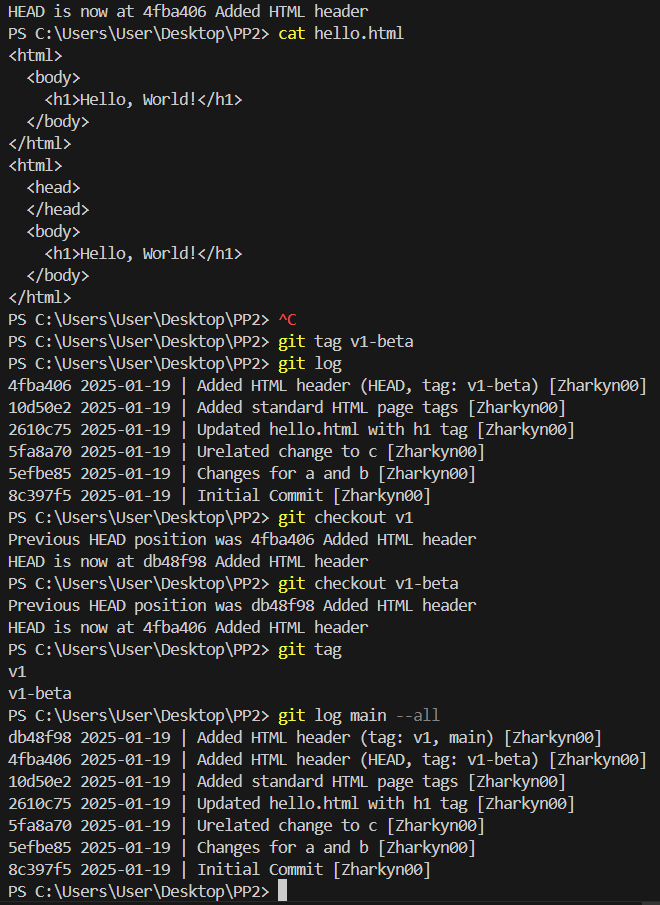 HEAD is now at 4fba406 Added HTML header
PS C:\Users\User\Desktop\PP2> cat hello.html
<html>
  <body>
    <h1>Hello, World!</h1>
  </body>
</html>
<html>
  <head>
  </head>
  <body>
    <h1>Hello, World!</h1>
  </body>
</html>
PS C:\Users\User\Desktop\PP2> ^C
PS C:\Users\User\Desktop\PP2> git tag v1-beta
PS C:\Users\User\Desktop\PP2> git log
4fba406 2025-01-19 | Added HTML header (HEAD, tag: v1-beta) [Zharkyn00]
10d50e2 2025-01-19 | Added standard HTML page tags [Zharkyn00]
2610c75 2025-01-19 | Updated hello.html with h1 tag [Zharkyn00]
5fa8a70 2025-01-19 | Urelated change to c [Zharkyn00]
5efbe85 2025-01-19 | Changes for a and b [Zharkyn00]
8c397f5 2025-01-19 | Initial Commit [Zharkyn00]
PS C:\Users\User\Desktop\PP2> git checkout v1
Previous HEAD position was 4fba406 Added HTML header
HEAD is now at db48f98 Added HTML header
PS C:\Users\User\Desktop\PP2> git checkout v1-beta
Previous HEAD position was db48f98 Added HTML header
HEAD is now at 4fba406 Added HTML header
PS C:\Users\User\Desktop\PP2> git tag
v1
v1-beta
PS C:\Users\User\Desktop\PP2> git log main --all
db48f98 2025-01-19 | Added HTML header (tag: v1, main) [Zharkyn00]
4fba406 2025-01-19 | Added HTML header (HEAD, tag: v1-beta) [Zharkyn00]
10d50e2 2025-01-19 | Added standard HTML page tags [Zharkyn00]
2610c75 2025-01-19 | Updated hello.html with h1 tag [Zharkyn00]
5fa8a70 2025-01-19 | Urelated change to c [Zharkyn00]
5efbe85 2025-01-19 | Changes for a and b [Zharkyn00]
8c397f5 2025-01-19 | Initial Commit [Zharkyn00]
PS C:\Users\User\Desktop\PP2>